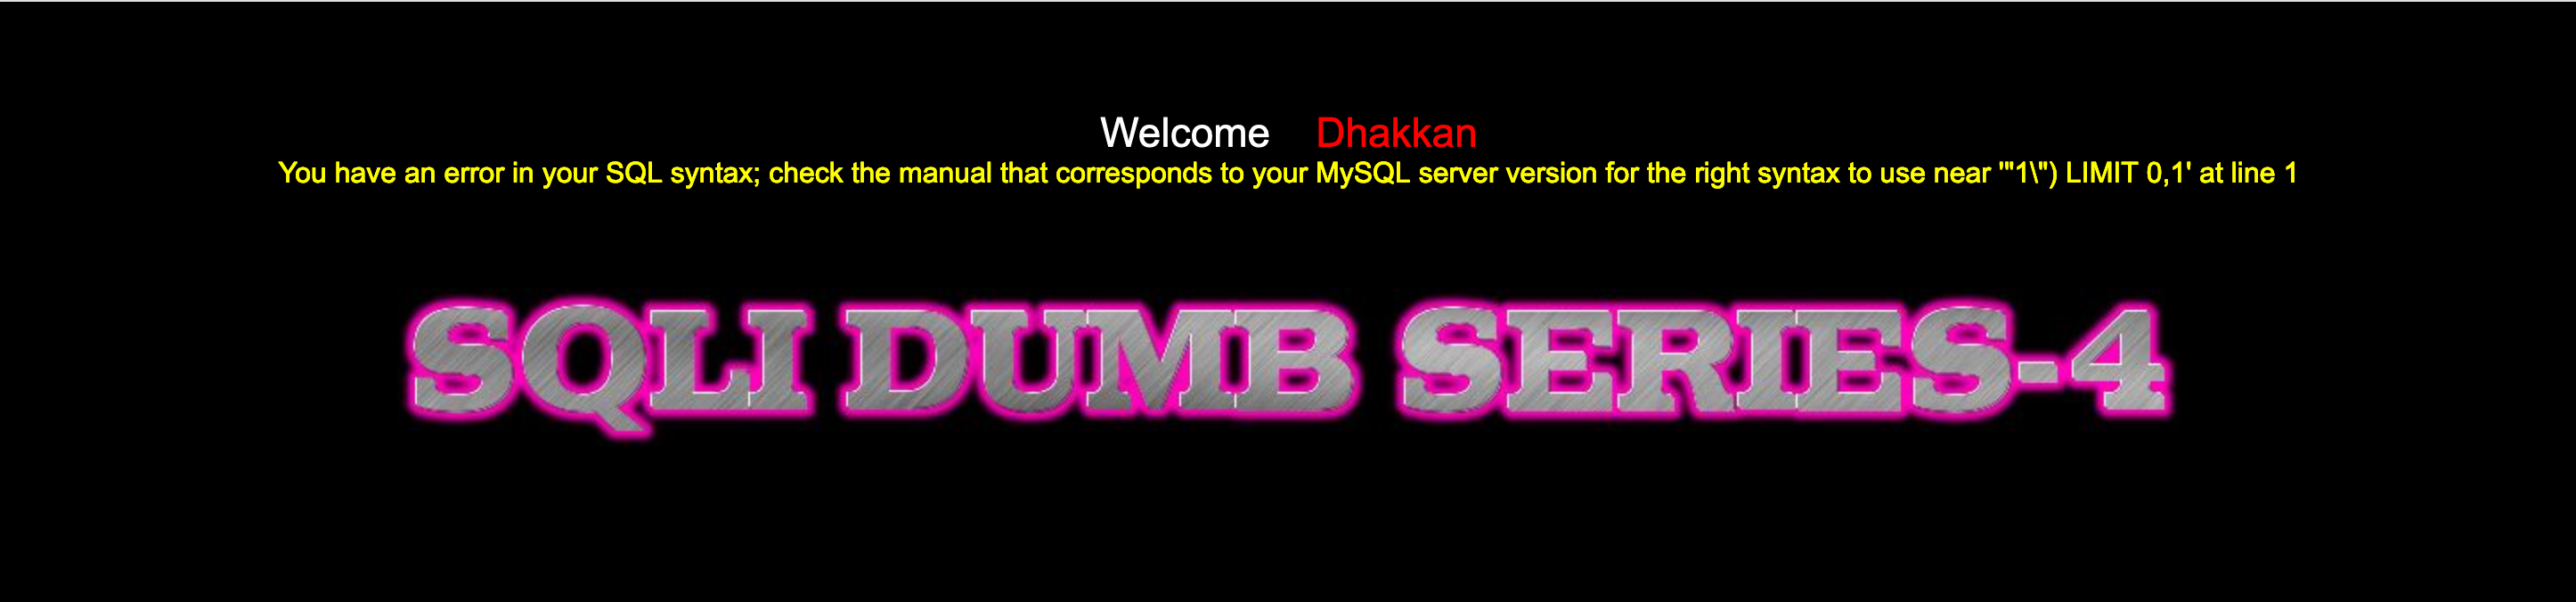 Welcome Dhakkan
You have an error in your SQL syntax; check the manual that corresponds to your MySQL server version for the right syntax to use near '"1\") LIMIT 0,1' at line 1
SQLI DUMB SERIES-4